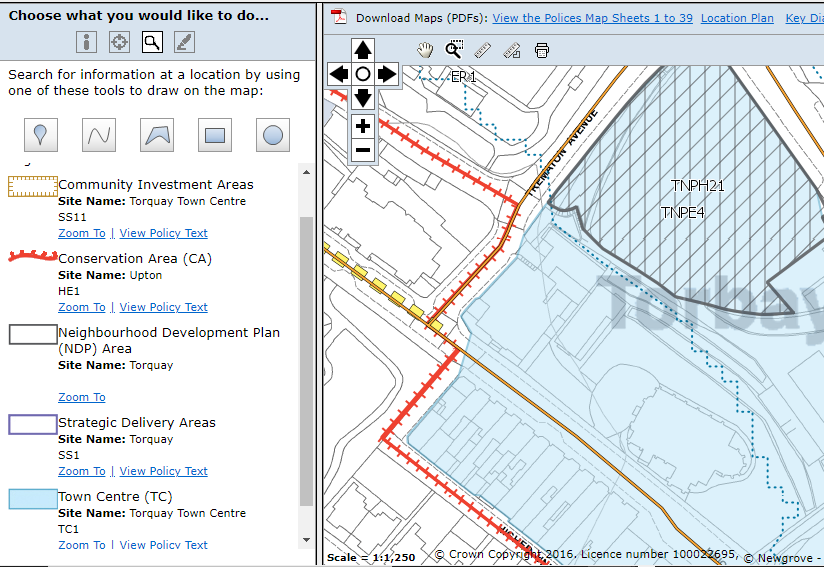 Choose what you would like to do...
Search for information at a location by using
one of these tools to draw on the map:
Community Investment Areas
Site Name: Torquay Town Centre
SS11
Zoom To | View Policy Text
Conservation Area (CA)
Site Name: Upton
HE1
Zoom To | View Policy Text
Neighbourhood Development Plan
(NDP) Area
Site Name: Torquay
Zoom To
Strategic Delivery Areas
Site Name: Torquay
SS1
Zoom To | View Policy Text
Town Centre (TC)
Site Name: Torquay Town Centre
TC1
Zoom To | View Policy Text
Download Maps (PDFs): View the Polices Map Sheets 1 to 39 Location Plan Key Dia
ER1
TREMATON AVENUE
TNPH21
TNPE4
Torbay
Scale = 1:1,250
© Crown Copyright 2016. Licence number 100022695, © Newgrove -